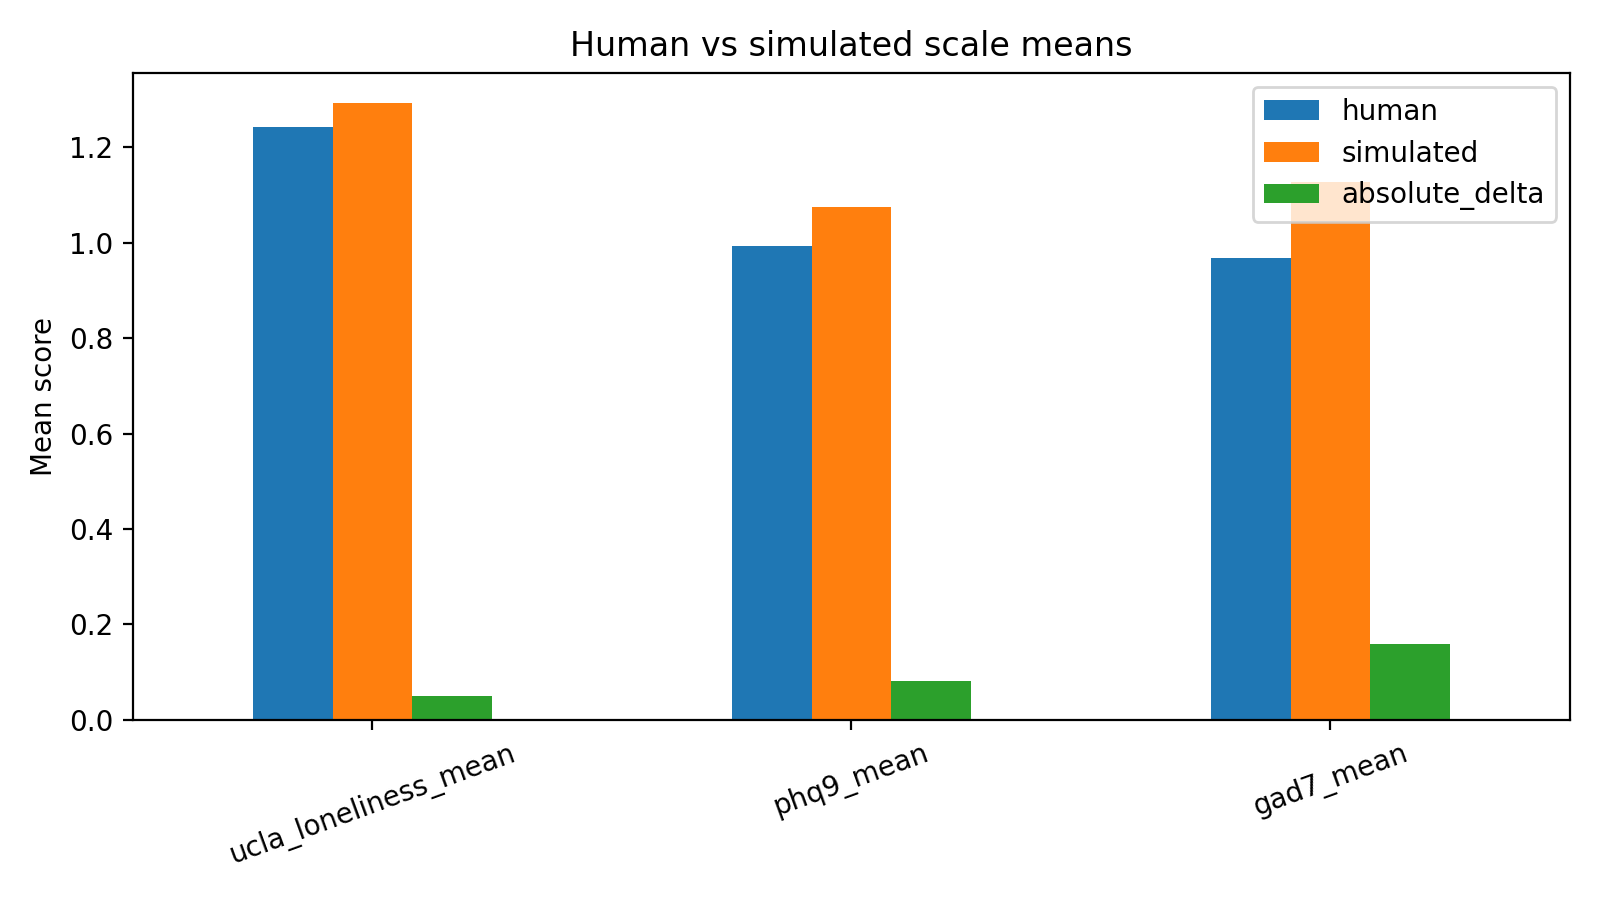 Human vs simulated scale means
human
simulated
absolute_delta
Mean score
1.2
1.0
0.8
0.6
0.4
0.2
0.0
ucla_loneliness_mean
phq9_mean
gad7_mean